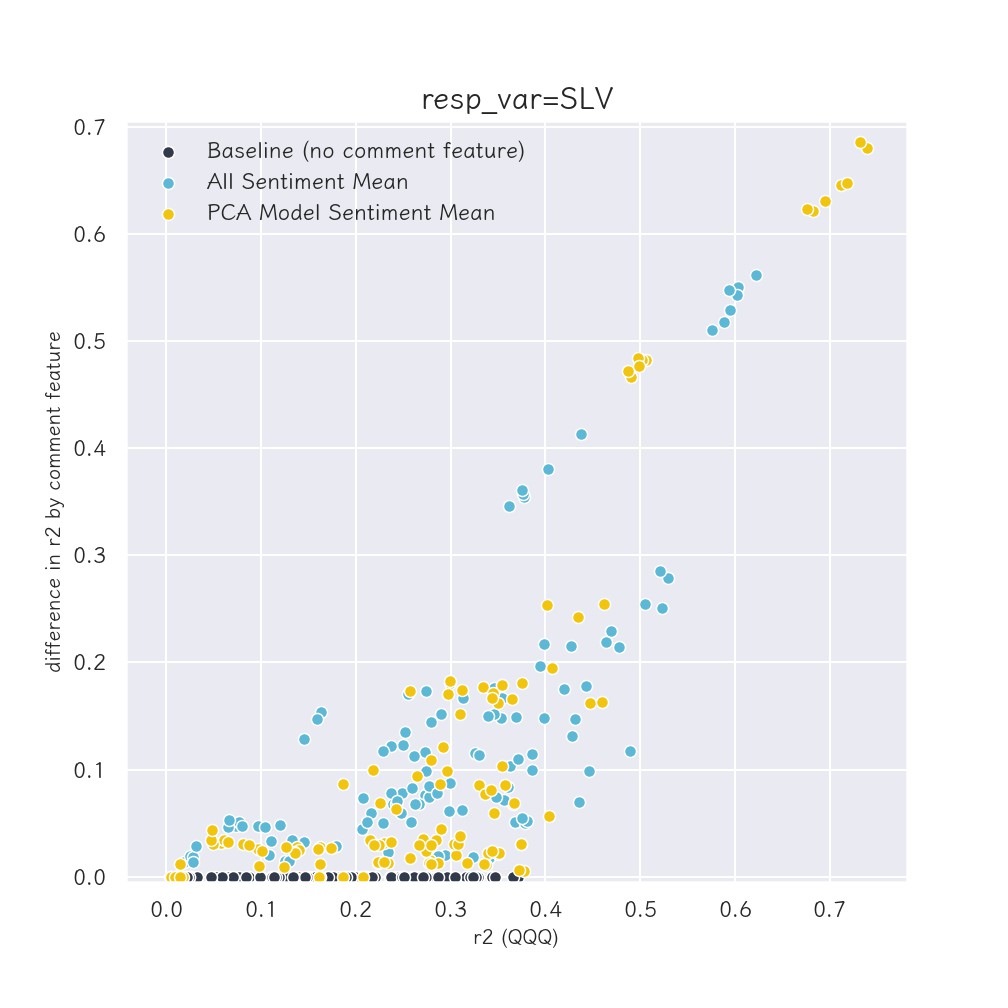 resp_var=SLV
Baseline (no comment feature)
All Sentiment Mean
PCA Model Sentiment Mean
difference in r2 by comment feature
0.7
0.6
0.5
0.4
0.3
0.2
0.1
0.0
0.0 0.1 0.2 0.3 0.4 0.5 0.6 0.7
r2 (QQQ)